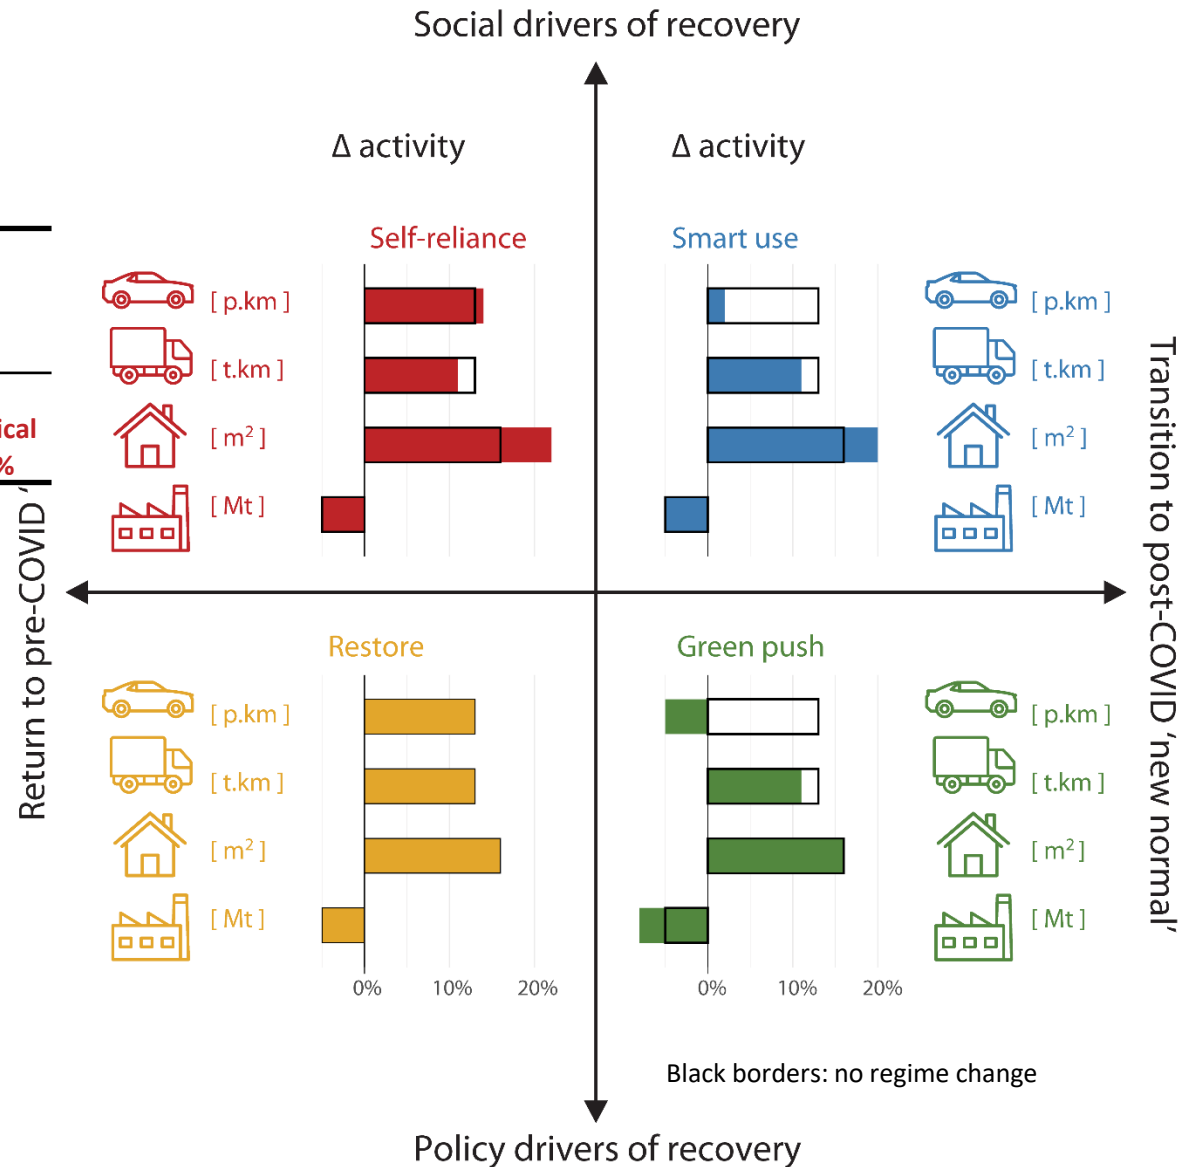 Social drivers of recovery
Δ activity
Δ activity
Self-reliance
Smart use
[ p.km ]
[ p.km ]
[ t.km ]
[ t.km ]
ical
%
[ m² ]
[ m² ]
[ Mt ]
[ Mt ]
Return to pre-COVID ‘
Transition to post-COVID ‘new normal’
Restore
Green push
[ p.km ]
[ p.km ]
[ t.km ]
[ t.km ]
[ m² ]
[ m² ]
[ Mt ]
[ Mt ]
0% 10% 20%
0% 10% 20%
Black borders: no regime change
Policy drivers of recovery